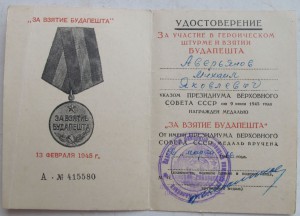 „ЗА ВЗЯТИЕ БУДАПЕШТА"
ЗА ВЗЯТИЕ
БУДАПЕШТА
13 ФЕВРАЛЯ 1945 г.
А - № 415580
УДОСТОВЕРЕНИЕ
ЗА УЧАСТИЕ В ГЕРОИЧЕСКОМ
ШТУРМЕ И ВЗЯТИИ
БУДАПЕШТА
Аверьянов
Михаил
Яковлевич
УКАЗОМ ПРЕЗИДИУМА ВЕРХОВНОГО
СОВЕТА СССР от 9 июня 1945 года
НАГРАЖДЕН МЕДАЛЬЮ
„ЗА ВЗЯТИЕ БУДАПЕШТА"
От имени ПРЕЗИДИУМА ВЕРХОВНОГО
СОВЕТА СССР МЕДАЛЬ ВРУЧЕНА